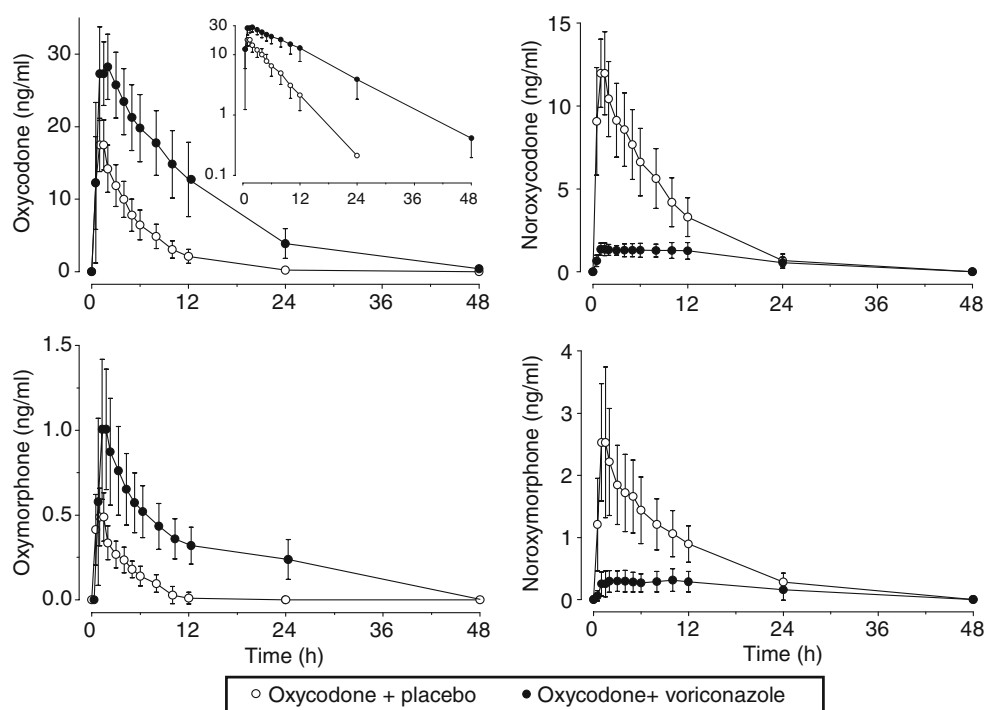 Oxycodone (ng/ml)
30
20
10
0
0 12 24 36 48
30
10
1
0.1
0 12 24 36 48
Noroxycodone (ng/ml)
15
10
5
0
0 12 24 36 48
Oxymorphone (ng/ml)
1.5
1.0
0.5
0.0
0 12 24 36 48
Time (h)
Noroxymorphone (ng/ml)
4
3
2
1
0
0 12 24 36 48
Time (h)
Oxycodone + placebo
Oxycodone+ voriconazole